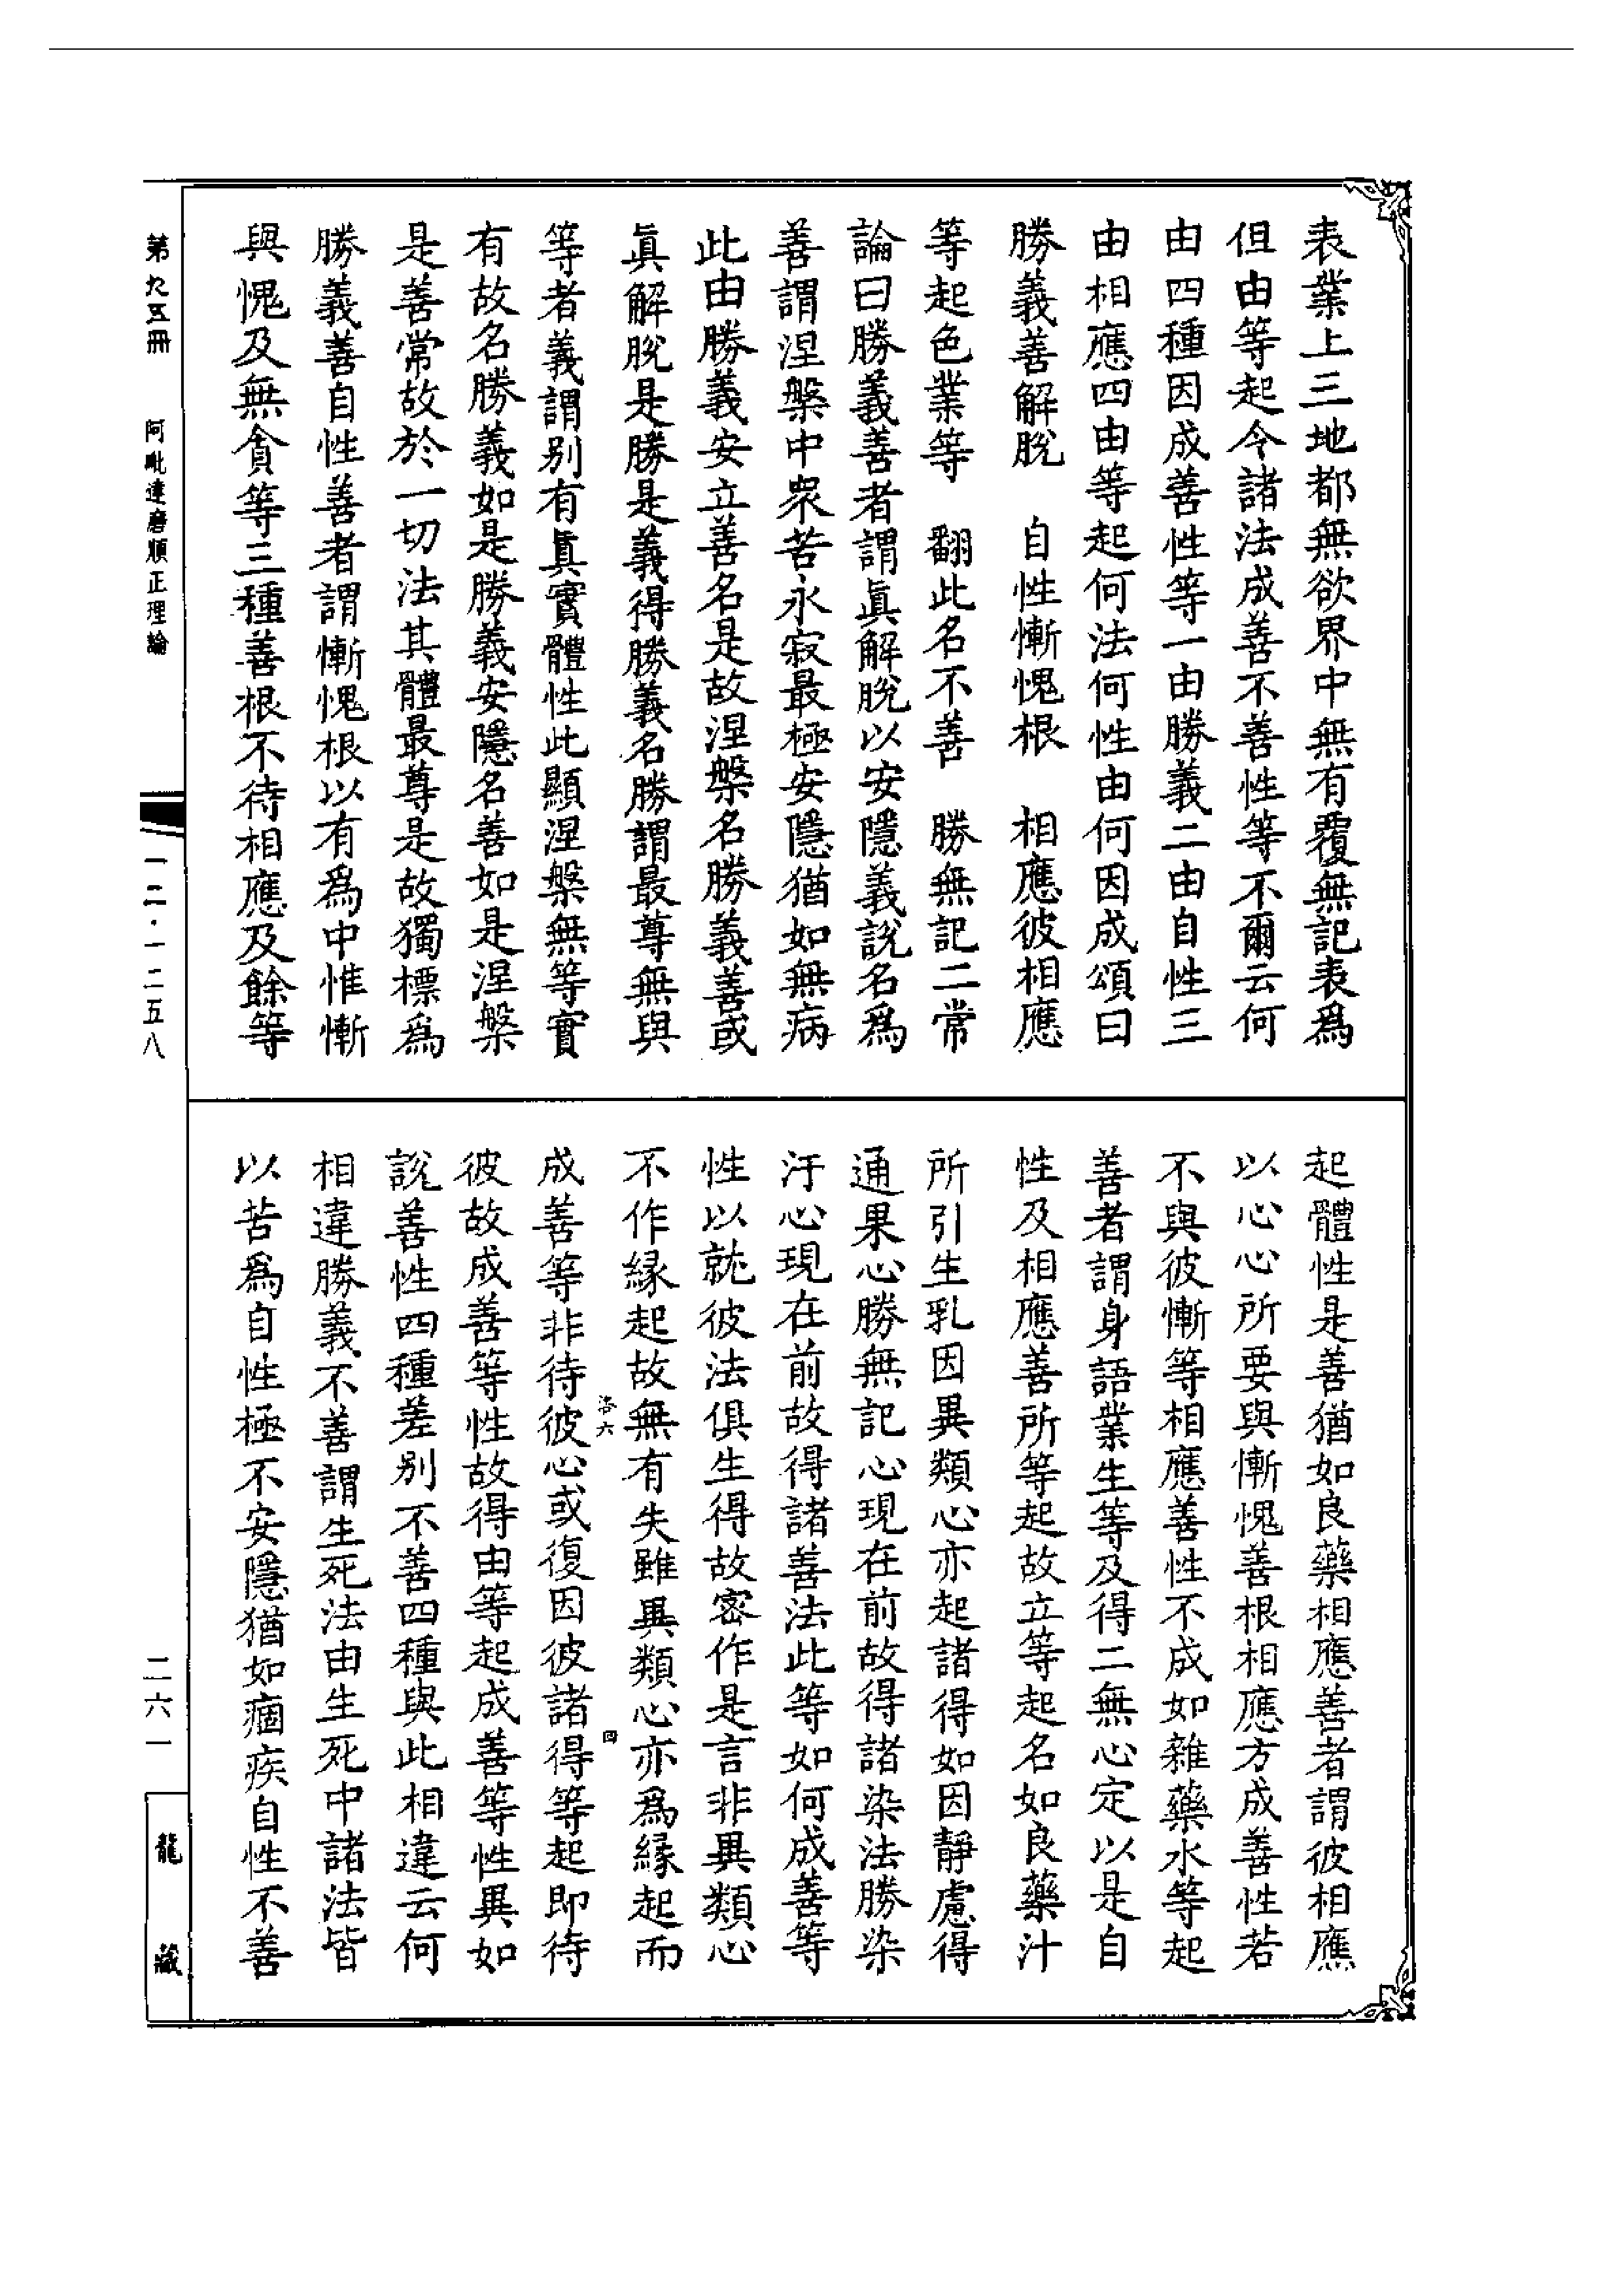 表業上三地都無欲界中無有覆無記表爲
但由等起令諸法成善不善性等不爾云何
由四種因成善性等一由勝義二由自性三
由相應四由等起何法何性由何因成頌曰
勝義善解脫　自性慚愧根　相應彼相應
等起色業等　翻此名不善　勝無記二常
論曰勝義善者謂眞解脫以安隱義說名爲
善謂涅槃中衆苦永寂最極安隱猶如無病
此由勝義安立善名是故涅槃名勝義善或
眞解脫是勝是義得勝義名勝謂最尊無與
等者義謂別有眞實體性此顯涅槃無等實
有故名勝義如是勝義安隱名善如是涅槃
是善常故於一切法其體最尊是故獨標爲
勝義善自性善者謂慚愧根以有爲中惟慚
與愧及無貪等三種善根不待相應及餘等
起體性是善猶如良藥相應善者謂彼相應
以心心所要與慚愧善根相應方成善性若
不與彼慚等相應善性不成如雜藥水等起
善者謂身語業生等及得二無心定以是自
性及相應善所等起故立等起名如良藥汁
所引生乳因異類心亦起諸得如因靜慮得
通果心勝無記心現在前故得諸染法勝染
汙心現在前故得諸善法此等如何成善等
性以就彼法俱生得故密作是言非異類心
不作緣起故無有失雖異類心亦爲緣起而
成善等非待彼心或復因彼諸得等起即待
彼故成善等性故得由等起成善等性異如
說善性四種差別不善四種與此相違云何
相違勝義不善謂生死法由生死中諸法皆
以苦爲自性極不安隱猶如痼疾自性不善
洛六
四
第九五冊
阿毗達磨順正理論
一二·一二五八
二六一
龍藏